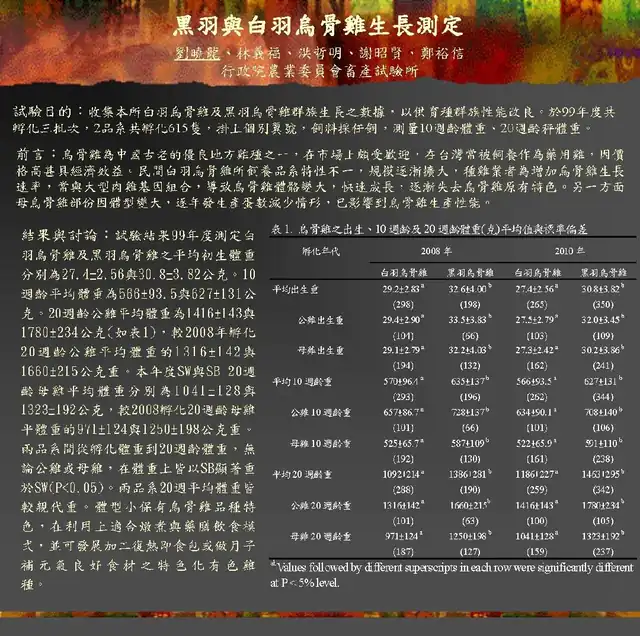 黑羽與白羽烏骨雞生長測定
劉曉龍、林義福、洪哲明、謝昭賢、鄭裕信
行政院農業委員會畜產試驗所
試驗目的：收集本所白羽烏骨雞及黑羽烏骨雞群族生長之數據，以供育種群族性能改良。於99年度共
孵化三批次，2品系共孵化615隻，掛上個別翼號，飼料採任飼，測量10週齡體重、20週齡秤體重。
前言：烏骨雞為中國古老的優良地方雞種之一，在市場上頗受歡迎，在台灣常被飼養作為藥用雞，因價
格高甚具經濟效益。民間白羽烏骨雞所飼養品系特性不一，規模逐漸擴大，種雞業者為增加烏骨雞生長
速率，當與大型肉雞基因組合，導致烏骨雞體骼變大，快速成長，逐漸失去烏骨雞原有特色。另一方面
母烏骨雞部份因體型變大，逐年發生產蛋數減少情形，已影響到烏骨雞生產性能。
結果與討論：試驗結果99年度測定白
羽烏骨雞及黑羽烏骨雞之平均初生體重
分別為27.4±2.56與30.8±3.82公克。10
週齡平均體重為566±93.5與627±131公
克。20週齡公雞平均體重為1416±143與
1780±234公克(如表1)，較2008年孵化
20週齡公雞平均體重的1316±142與
1660±215公克重。本年度SW與SB 20週
齡母雞平均體重分別為1041±128與
1323±192公克，較2008孵化20週齡母雞
平體重的971±124與1250±198公克重。
兩品系間從孵化體重到20週齡體重，無
論公雞或母雞，在體重上皆以SB顯著重
於SW(P<0.05)。兩品系20週平均體重皆
較親代重。體型小保有烏骨雞品種特
色，在利用上適合燉煮與藥膳飲食模
式，並可發展加工復熱即食包或做月子
補元氣良好食材之特色化有色雞
種。
表1. 烏骨雞之出生、10週齡及20週齡體重(克)平均值與標準偏差
孵化年代 2008 年 2010 年
白羽烏骨雞 黑羽烏骨雞 白羽烏骨雞 黑羽烏骨雞
平均出生重 29.2±2.83a 32.6±4.00b 27.4±2.56a 30.8±3.82b
(298) (198) (265) (350)
公雞出生重 29.4±2.90a 33.5±3.83b 27.5±2.79a 32.0±3.45b
(104) (66) (103) (109)
母雞出生重 29.1±2.79a 32.2±4.03b 27.3±2.42a 30.2±3.86b
(194) (132) (162) (241)
平均10週齡重 570±96.4a 635±137b 566±93.5a 627±131b
(293) (196) (262) (344)
公雞10週齡重 657±86.7a 728±137b 634±90.1a 708±140b
(101) (66) (101) (106)
母雞10週齡重 525±65.7a 587±109b 522±65.9a 591±110b
(192) (130) (161) (238)
平均20週齡重 1092±214a 1386±281b 1186±227a 1463±295b
(288) (190) (259) (342)
公雞20週齡重 1316±142a 1660±215b 1416±143a 1780±234b
(101) (63) (100) (105)
母雞20週齡重 971±124a 1250±198b 1041±128a 1323±192b
(187) (127) (159) (237)
a,Values followed by different superscripts in each row were significantly different
at P < 5% level.